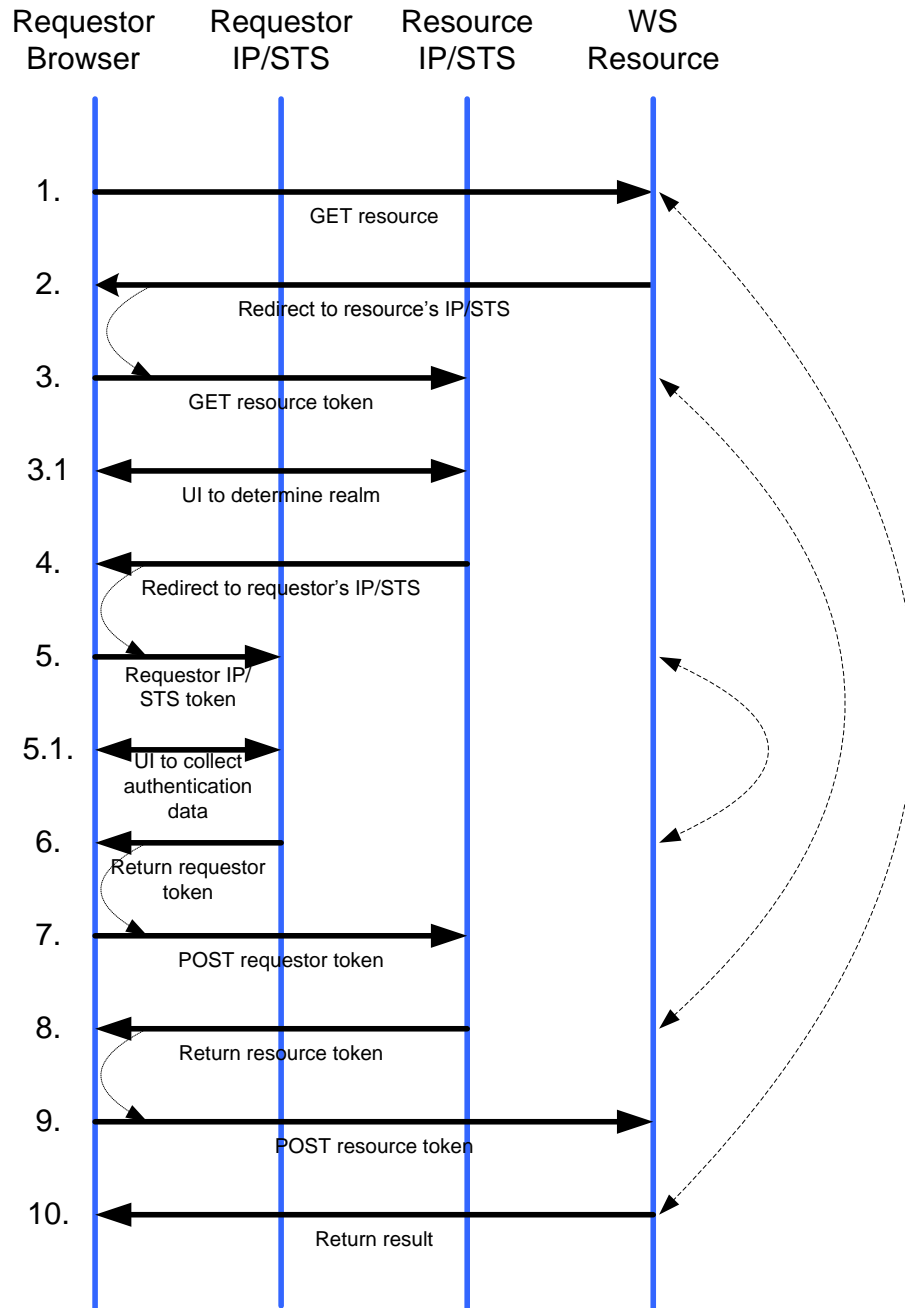 Requestor
Browser
Requestor
IP/STS
Resource
IP/STS
WS
Resource
1.
GET resource
2.
Redirect to resource's IP/STS
3.
GET resource token
3.1
UI to determine realm
4.
Redirect to requestor's IP/STS
5.
Requestor IP/
STS token
5.1.
UI to collect
authentication
data
6.
Return requestor
token
7.
POST requestor token
8.
Return resource token
9.
POST resource token
10.
Return result